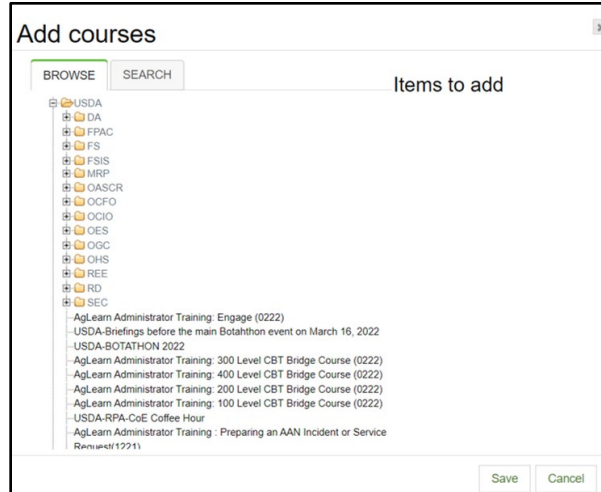 Add courses
x
BROWSE
SEARCH
Items to add
USDA
DA
FPAC
FS
FSIS
MRP
OASCR
OCFO
OCIO
OES
OGC
OHS
REE
RD
SEC
AgLearn Administrator Training: Engage (0222)
USDA-Briefings before the main Botahthon event on March 16, 2022
USDA-BOTATHON 2022
AgLearn Administrator Training: 300 Level CBT Bridge Course (0222)
AgLearn Administrator Training: 400 Level CBT Bridge Course (0222)
AgLearn Administrator Training: 200 Level CBT Bridge Course (0222)
AgLearn Administrator Training: 100 Level CBT Bridge Course (0222)
USDA-RPA-CoE Coffee Hour
AgLearn Administrator Training : Preparing an AAN Incident or Service
Request(1221)
Save
Cancel